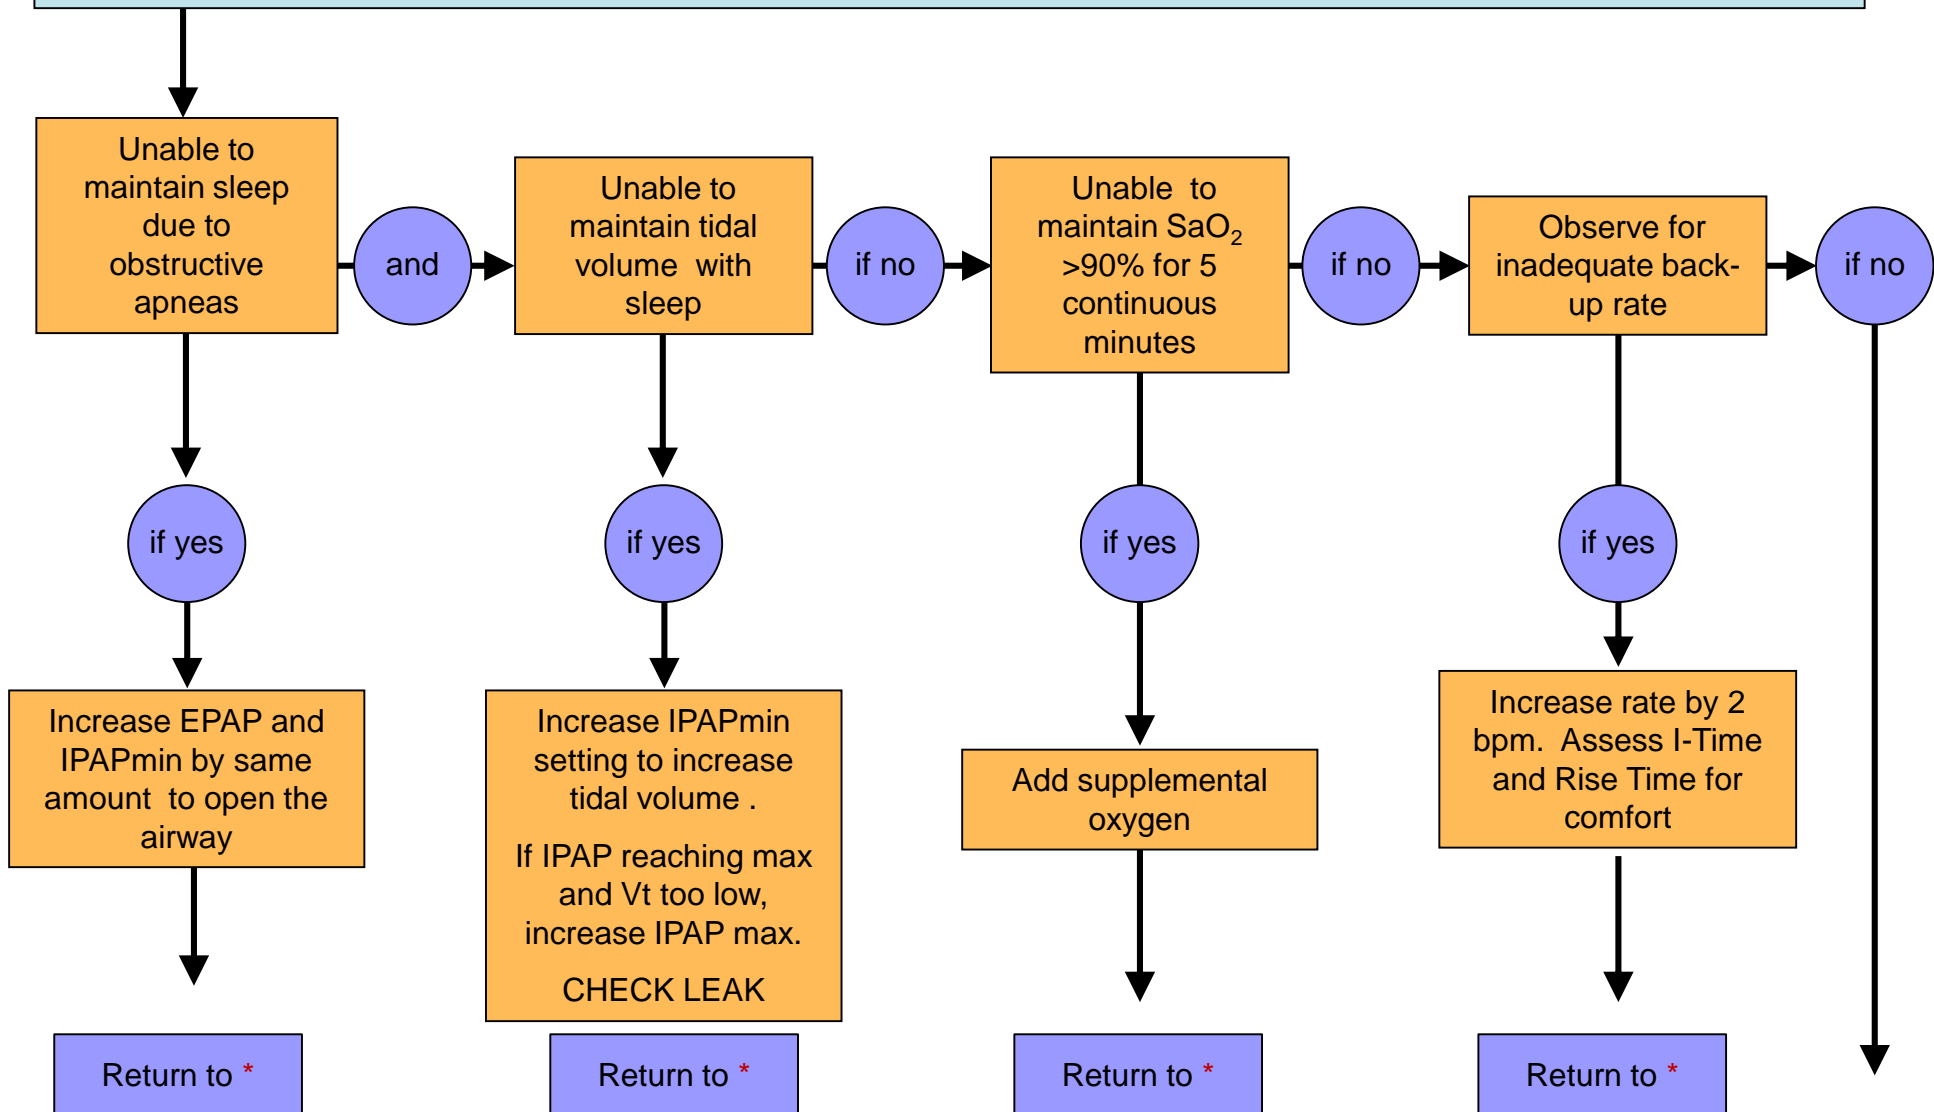 Unable to
maintain sleep
due to
obstructive
apneas
and
Unable to
maintain tidal
volume with
sleep
if no
Unable to
maintain SaO2
>90% for 5
continuous
minutes
if no
Observe for
inadequate back-
up rate
if no
if yes
if yes
if yes
if yes
Increase EPAP and
IPAPmin by same
amount to open the
airway
Increase IPAPmin
setting to increase
tidal volume .
If IPAP reaching max
and Vt too low,
increase IPAP max.
CHECK LEAK
Add supplemental
oxygen
Increase rate by 2
bpm. Assess I-Time
and Rise Time for
comfort
Return to *
Return to *
Return to *
Return to *